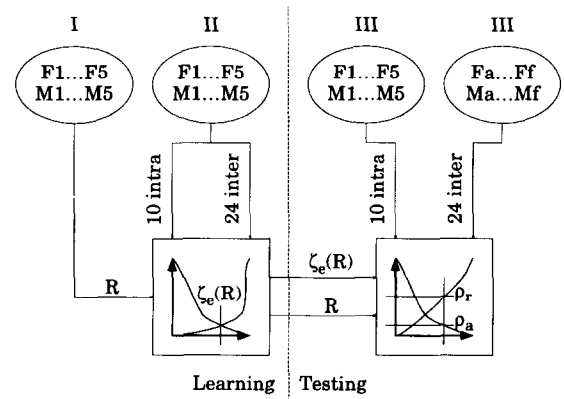 I II III III
F1...F5 F1...F5 F1...F5 Fa...Ff
M1...M5 M1...M5 M1...M5 Ma...Mf
10 intra 24 inter 10 intra 24 inter
R ζe(R) ζe(R) ρr
R ρa
Learning Testing